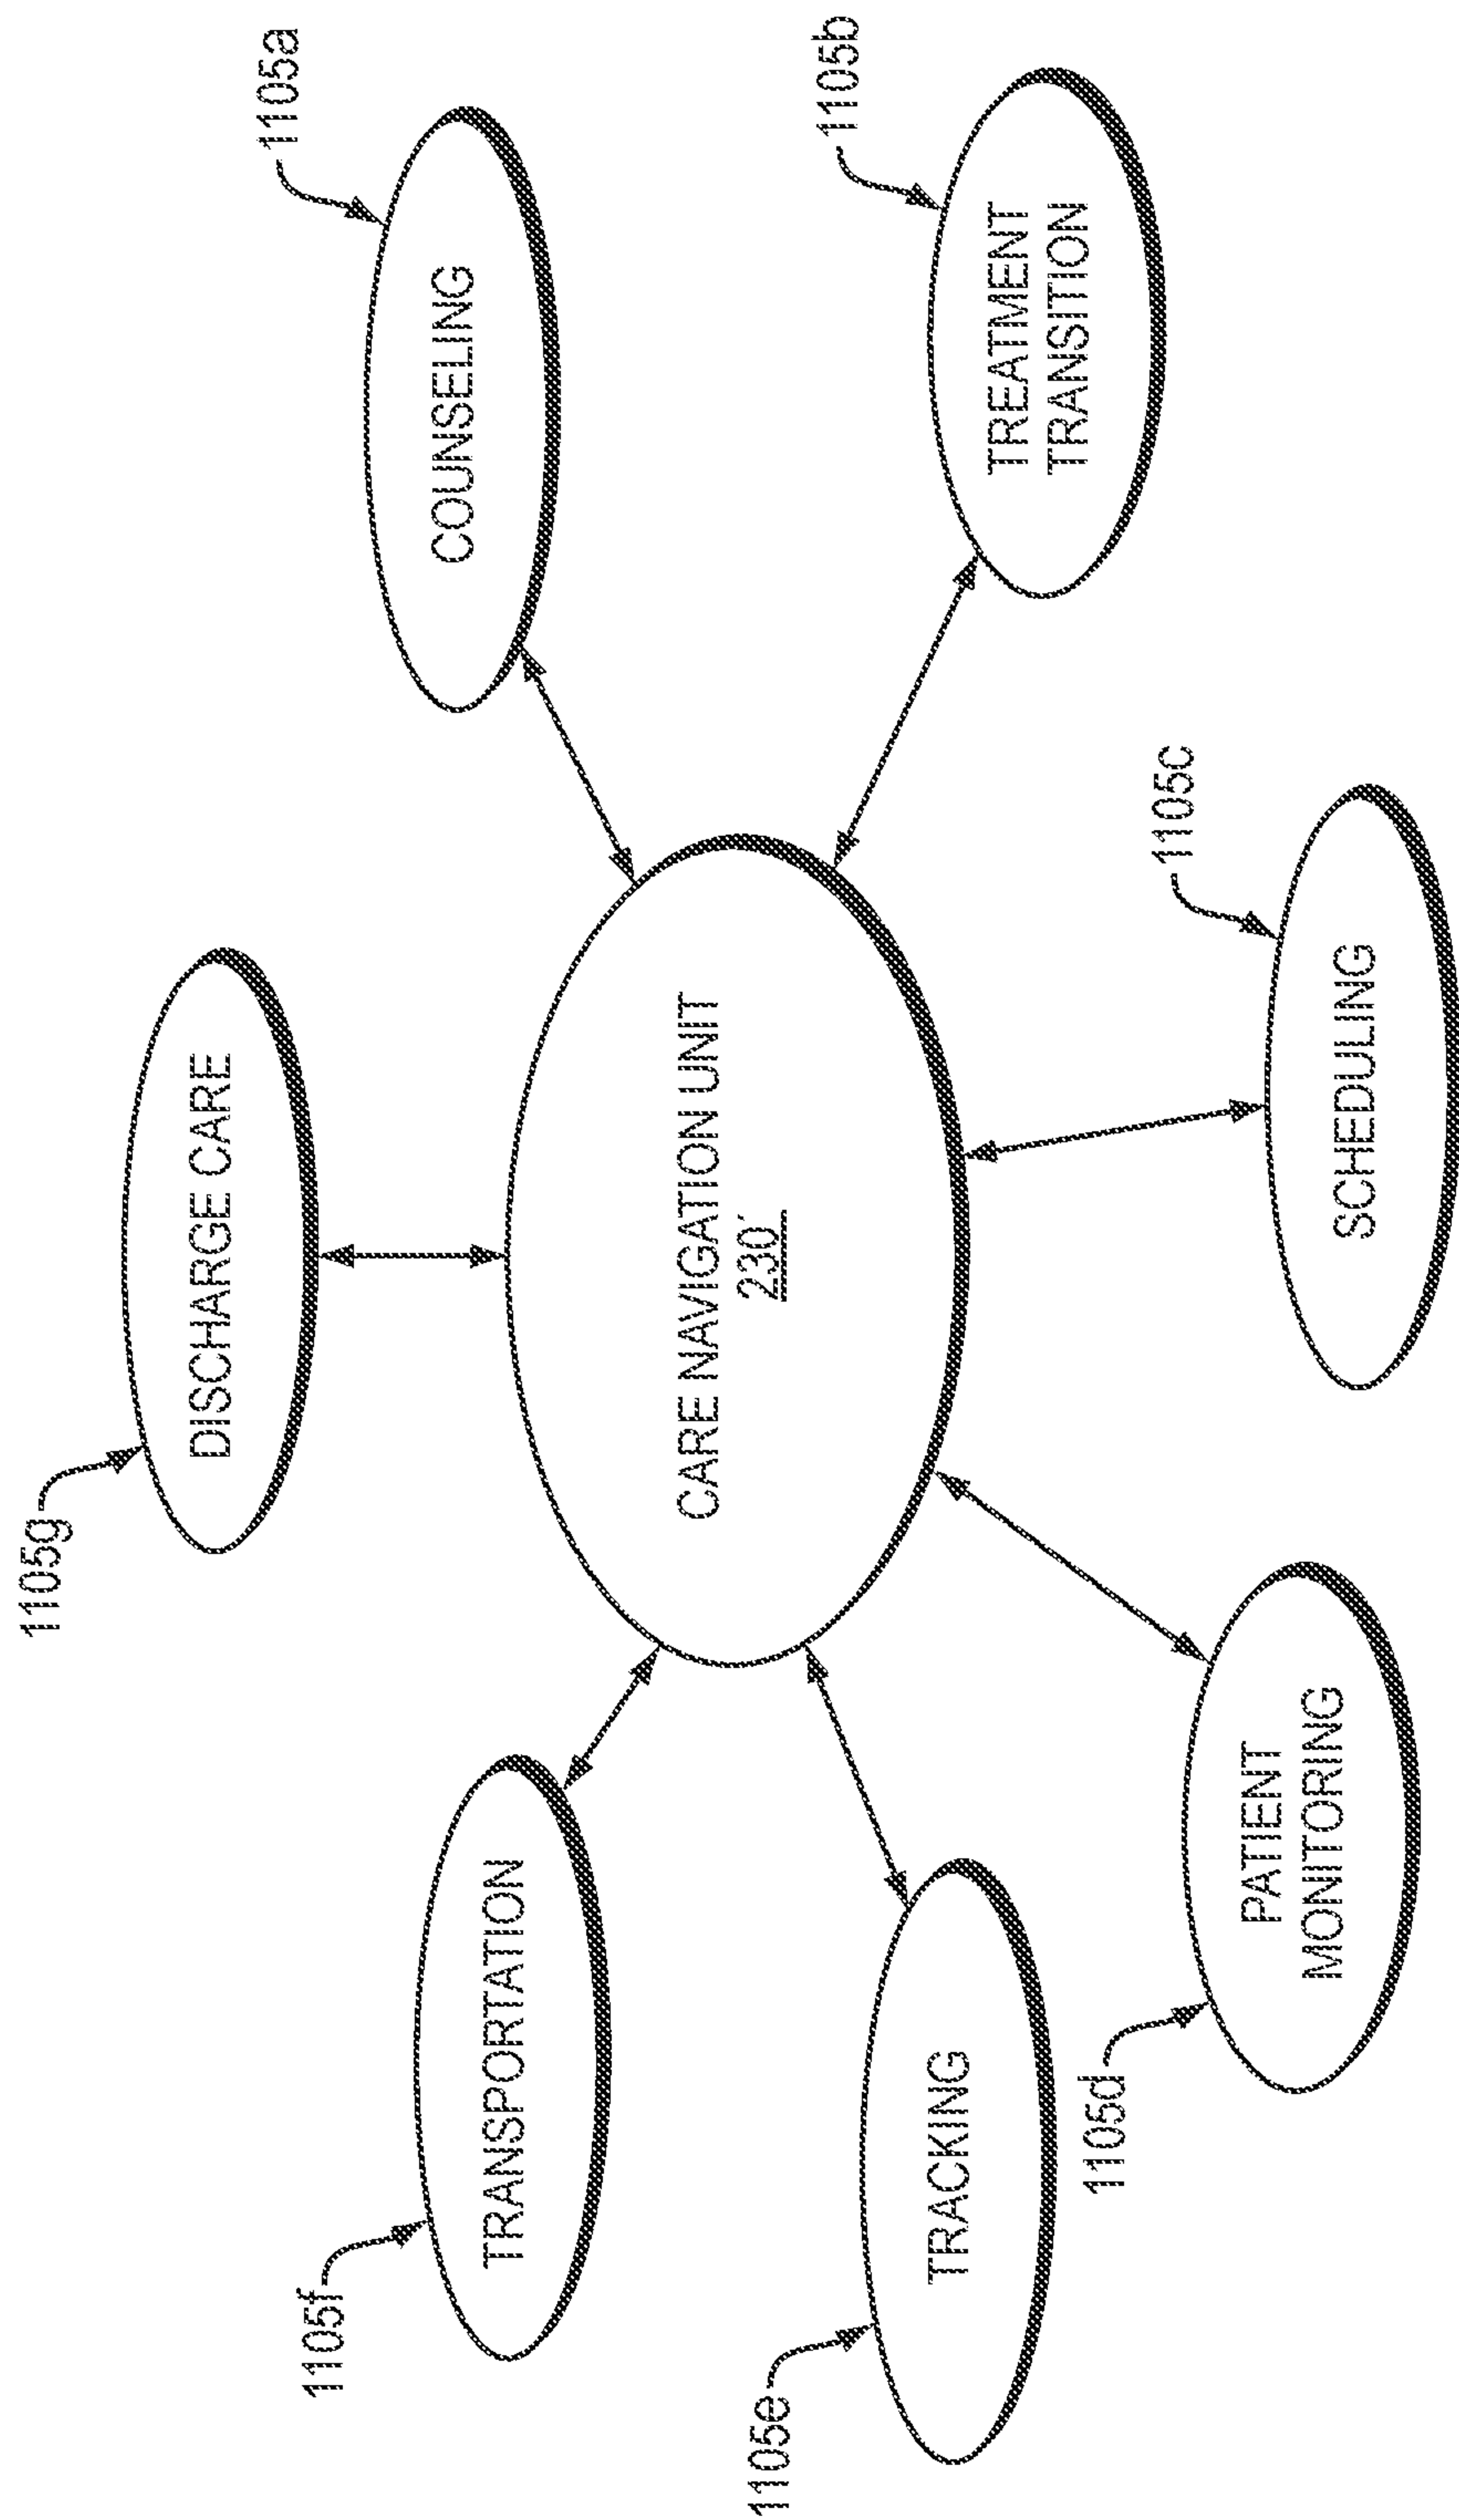 1105g
DISCHARGE CARE
1105a
COUNSELING
1105f
TRANSPORTATION
CARE NAVIGATION UNIT
230´
1105b
TREATMENT
TRANSITION
1105e
TRACKING
1105d
PATIENT
MONITORING
1105c
SCHEDULING